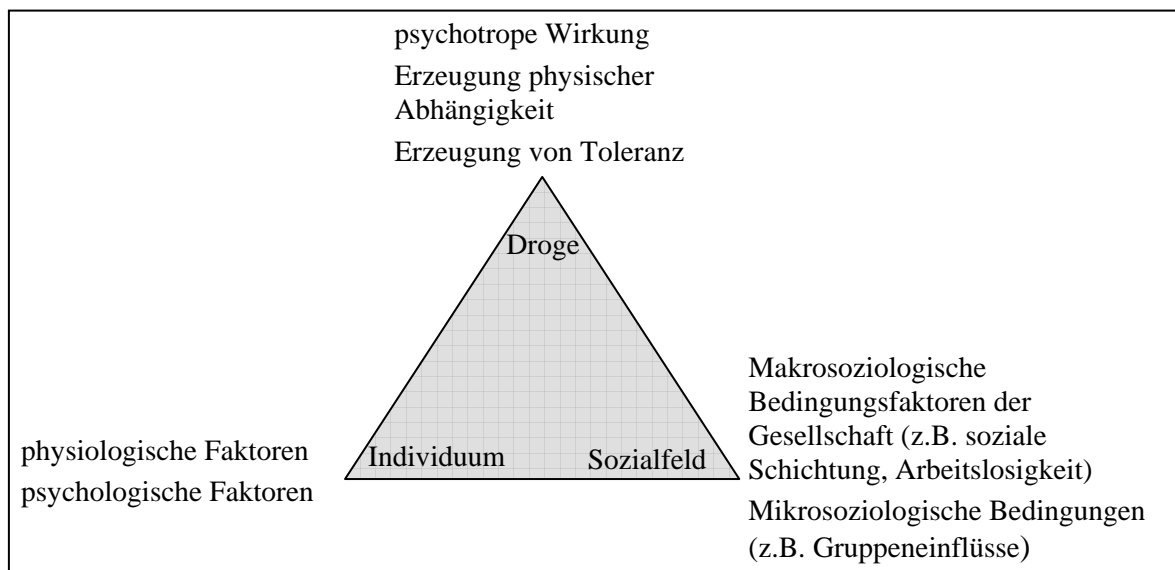 psychotrope Wirkung
Erzeugung physischer
Abhängigkeit
Erzeugung von Toleranz
Droge
Individuum
Sozialfeld
physiologische Faktoren
psychologische Faktoren
Makrosoziologische
Bedingungsfaktoren der
Gesellschaft (z.B. soziale
Schichtung, Arbeitslosigkeit)
Mikrosoziologische Bedingungen
(z.B. Gruppeneinflüsse)